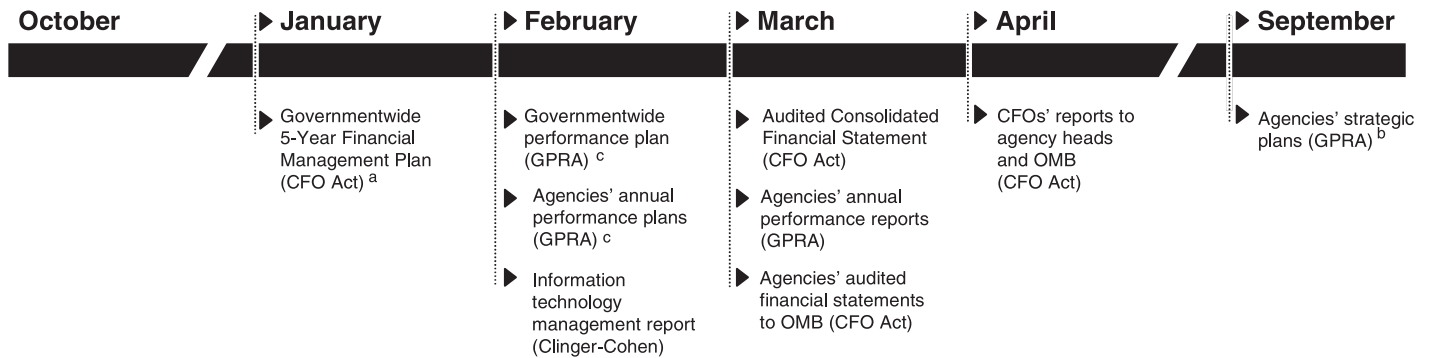 October
January
February
March
April
September
Governmentwide
5-Year Financial
Management Plan
(CFO Act) a
Governmentwide
performance plan
(GPRA) c
Agencies’ annual
performance plans
(GPRA) c
Information
technology
management report
(Clinger-Cohen)
Audited Consolidated
Financial Statement
(CFO Act)
Agencies’ annual
performance reports
(GPRA)
Agencies’ audited
financial statements
to OMB (CFO Act)
CFOs’ reports to
agency heads
and OMB
(CFO Act)
Agencies’ strategic
plans (GPRA) b